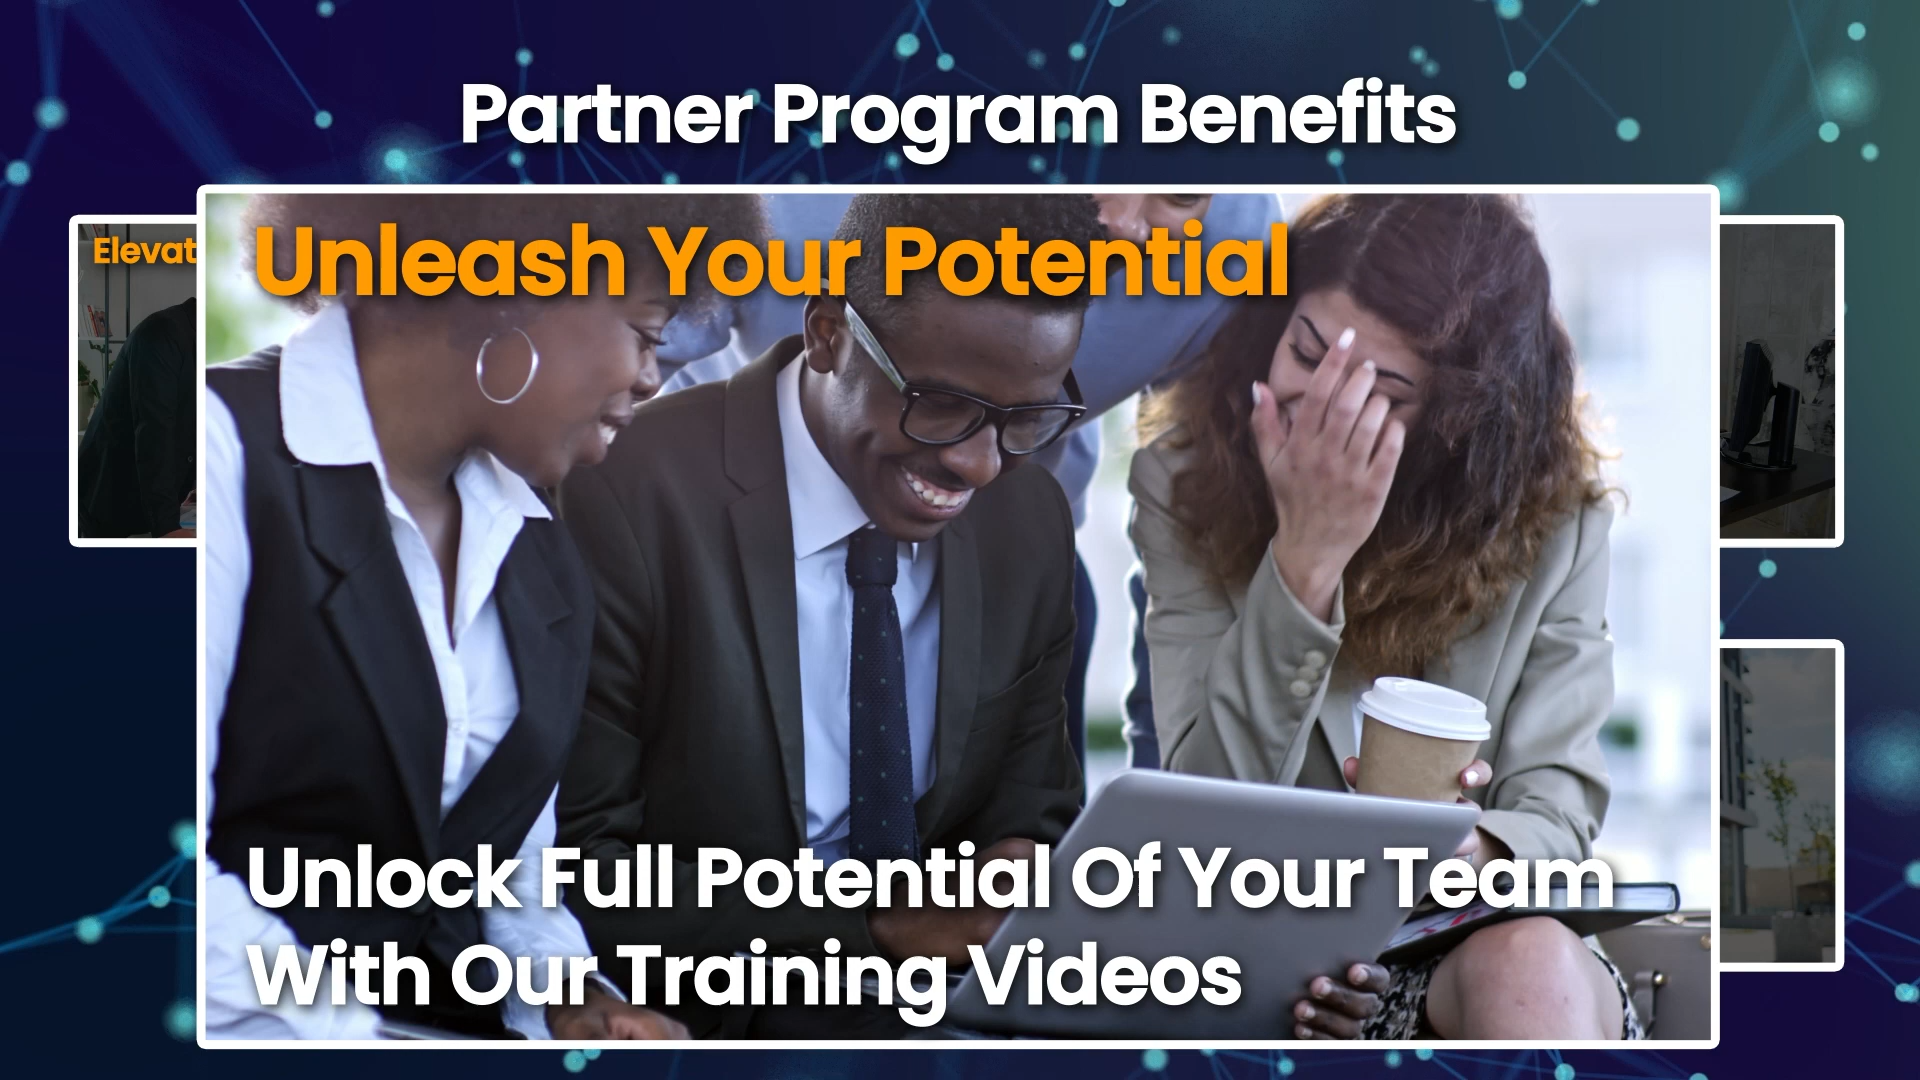 Partner Program Benefits
Elevat
Unleash Your Potential
Unlock Full Potential Of Your Team
With Our Training Videos